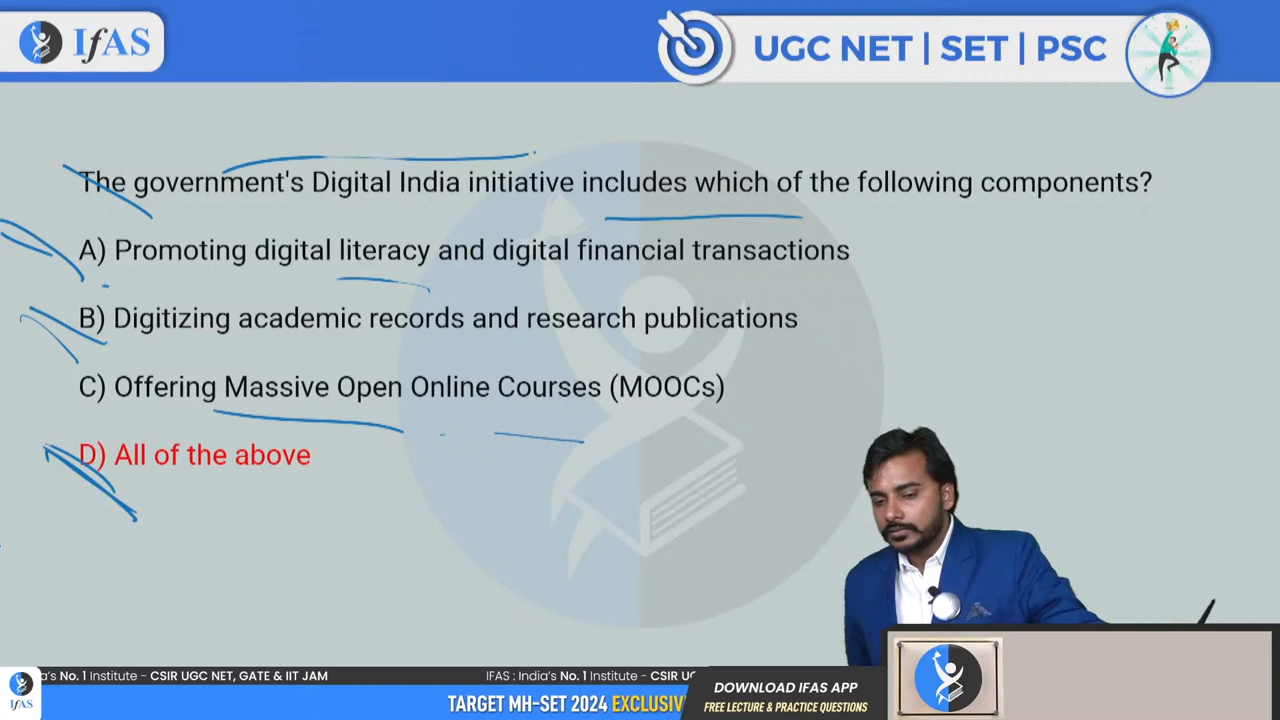 IfAS
UGC NET | SET | PSC
The government's Digital India initiative includes which of the following components?
A) Promoting digital literacy and digital financial transactions
B) Digitizing academic records and research publications
C) Offering Massive Open Online Courses (MOOCs)
D) All of the above
a's No. 1 Institute - CSIR UGC NET, GATE & IIT JAM
IFAS : India's No. 1 Institute - CSIR UG
IfAS
TARGET MH-SET 2024 EXCLUSIV
DOWNLOAD IFAS APP
FREE LECTURE & PRACTICE QUESTIONS